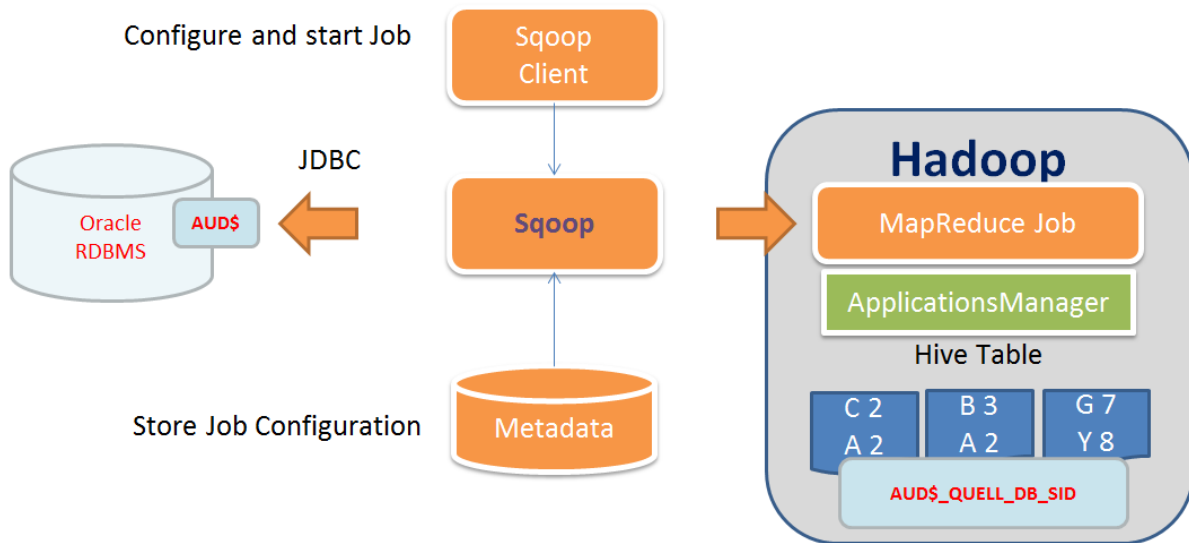 Configure and start Job
Sqoop
Client
JDBC
Oracle
RDBMS
AUD$
Sqoop
Store Job Configuration
Metadata
Hadoop
MapReduce Job
ApplicationsManager
Hive Table
C 2
A 2
B 3
A 2
G 7
Y 8
AUD$_QUELL_DB_SID